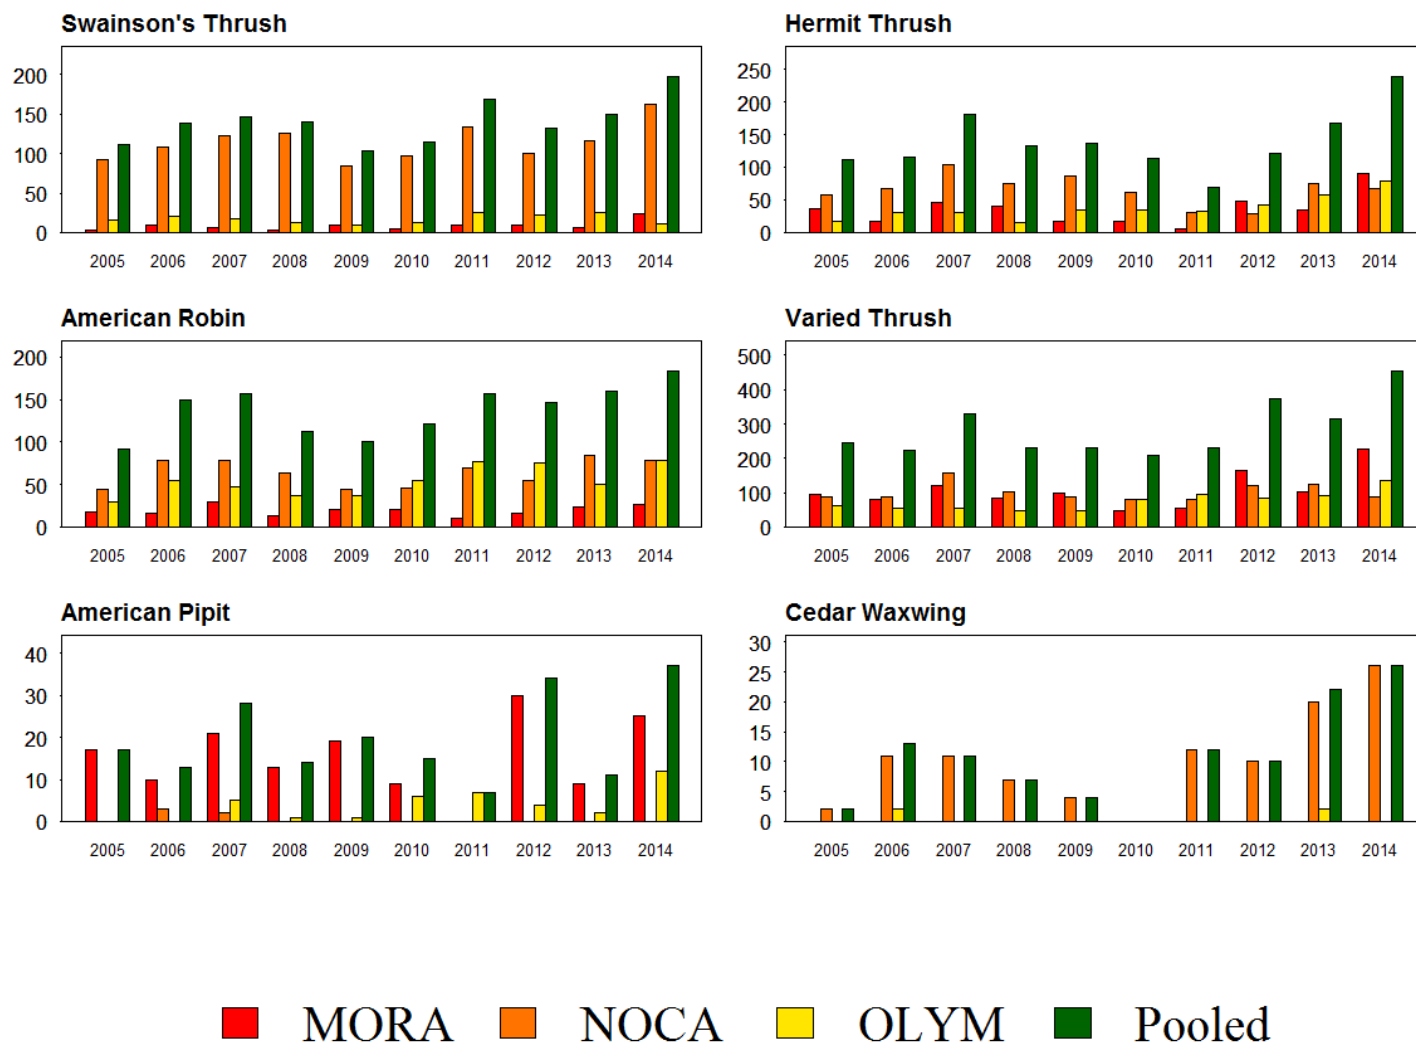 Swainson's Thrush
200
150
100
50
0
2005 2006 2007 2008 2009 2010 2011 2012 2013 2014
Hermit Thrush
250
200
150
100
50
0
2005 2006 2007 2008 2009 2010 2011 2012 2013 2014
American Robin
200
150
100
50
0
2005 2006 2007 2008 2009 2010 2011 2012 2013 2014
Varied Thrush
500
400
300
200
100
0
2005 2006 2007 2008 2009 2010 2011 2012 2013 2014
American Pipit
40
30
20
10
0
2005 2006 2007 2008 2009 2010 2011 2012 2013 2014
Cedar Waxwing
30
25
20
15
10
5
0
2005 2006 2007 2008 2009 2010 2011 2012 2013 2014
MORA NOCA OLYM Pooled